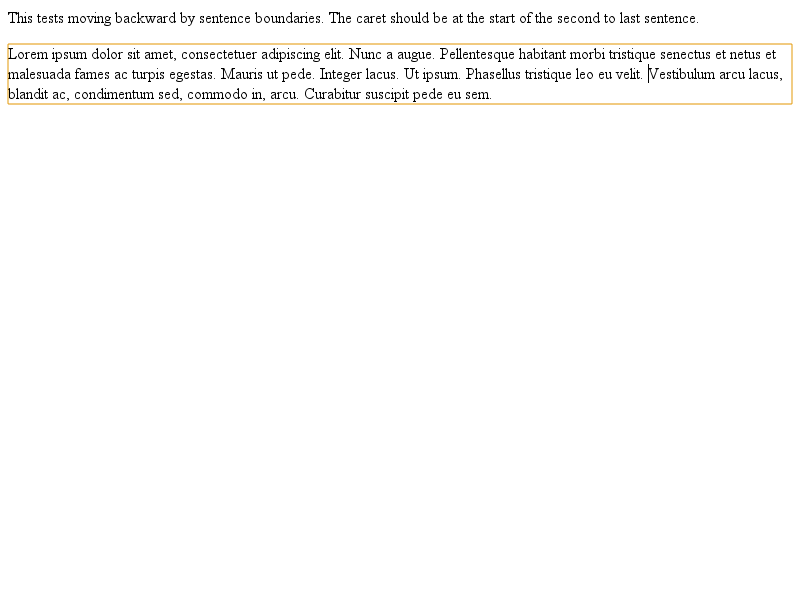 This tests moving backward by sentence boundaries. The caret should be at the start of the second to last sentence.
Lorem ipsum dolor sit amet, consectetuer adipiscing elit. Nunc a augue. Pellentesque habitant morbi tristique senectus et netus et
malesuada fames ac turpis egestas. Mauris ut pede. Integer lacus. Ut ipsum. Phasellus tristique leo eu velit. Vestibulum arcu lacus,
blandit ac, condimentum sed, commodo in, arcu. Curabitur suscipit pede eu sem.